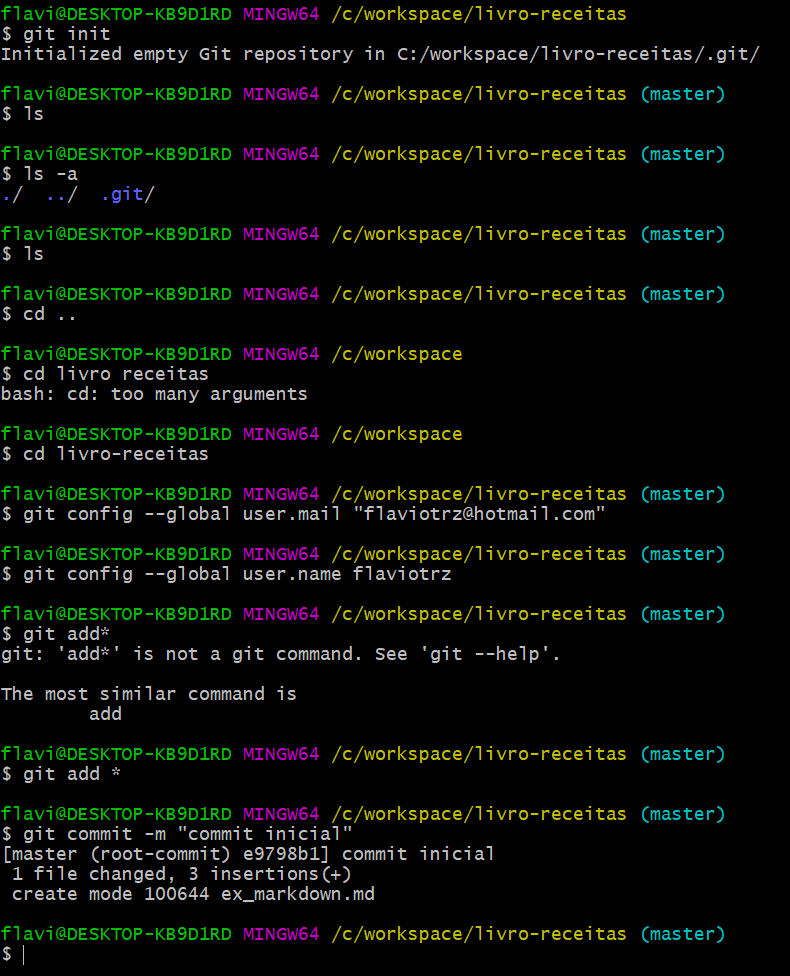 flavi@DESKTOP-KB9D1RD MINGW64 /c/workspace/livro-receitas
$ git init
Initialized empty Git repository in C:/workspace/livro-receitas/.git/
flavi@DESKTOP-KB9D1RD MINGW64 /c/workspace/livro-receitas (master)
$ ls
flavi@DESKTOP-KB9D1RD MINGW64 /c/workspace/livro-receitas (master)
$ ls -a
./  ../  .git/
flavi@DESKTOP-KB9D1RD MINGW64 /c/workspace/livro-receitas (master)
$ ls
flavi@DESKTOP-KB9D1RD MINGW64 /c/workspace/livro-receitas (master)
$ cd ..
flavi@DESKTOP-KB9D1RD MINGW64 /c/workspace
$ cd livro receitas
bash: cd: too many arguments
flavi@DESKTOP-KB9D1RD MINGW64 /c/workspace
$ cd livro-receitas
flavi@DESKTOP-KB9D1RD MINGW64 /c/workspace/livro-receitas (master)
$ git config --global user.mail "flaviotrz@hotmail.com"
flavi@DESKTOP-KB9D1RD MINGW64 /c/workspace/livro-receitas (master)
$ git config --global user.name flaviotrz
flavi@DESKTOP-KB9D1RD MINGW64 /c/workspace/livro-receitas (master)
$ git add*
git: 'add*' is not a git command. See 'git --help'.
The most similar command is
        add
flavi@DESKTOP-KB9D1RD MINGW64 /c/workspace/livro-receitas (master)
$ git add *
flavi@DESKTOP-KB9D1RD MINGW64 /c/workspace/livro-receitas (master)
$ git commit -m "commit inicial"
[master (root-commit) e9798b1] commit inicial
 1 file changed, 3 insertions(+)
 create mode 100644 ex_markdown.md
flavi@DESKTOP-KB9D1RD MINGW64 /c/workspace/livro-receitas (master)
$